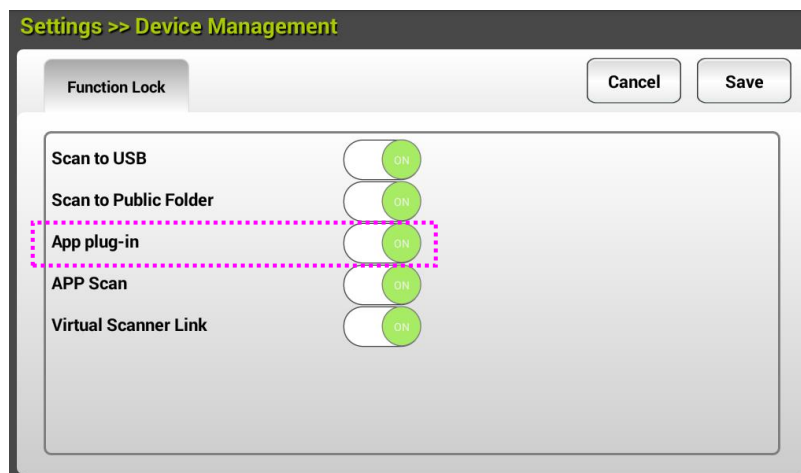 Settings >> Device Management
Function Lock
Cancel
Save
Scan to USB ON
Scan to Public Folder ON
App plug-in ON
APP Scan ON
Virtual Scanner Link ON